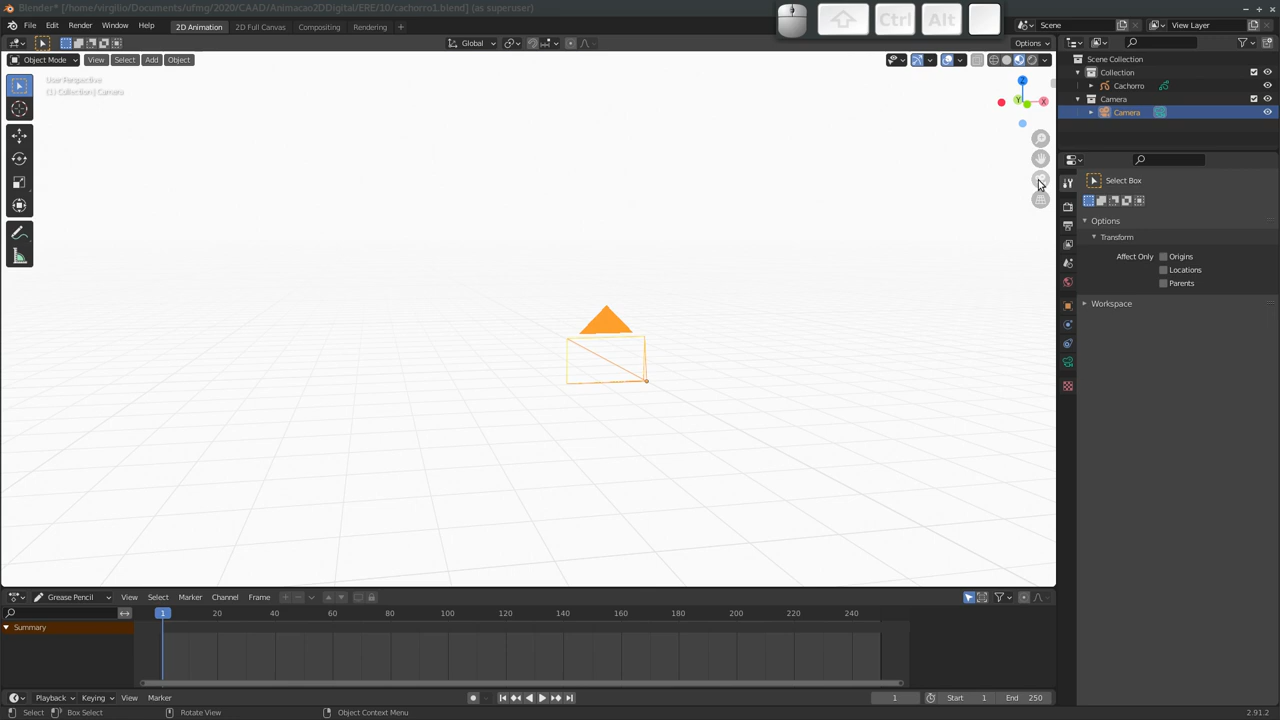 Blender* [/home/virgilio/Documents/ufmg/2020/CAAD/Animacao2DDigital/ERE/10/cachorro1.blend] (as superuser)
File Edit Render Window Help 2D Animation 2D Full Canvas Compositing Rendering + Ctrl Alt Scene View Layer
Global Options
Object Mode View Select Add Object
User Perspective
(1) Collection | Camera
Z
Y X
Scene Collection
Collection
Cachorro
Camera
Camera
Select Box
Options
Transform
Affect Only Origins
Locations
Parents
Workspace
Grease Pencil View Select Marker Channel Frame
1 20 40 60 80 100 120 140 160 180 200 220 240
Summary
Playback Keying View Marker 1 Start 1 End 250
Select Box Select Rotate View Object Context Menu 2.91.2